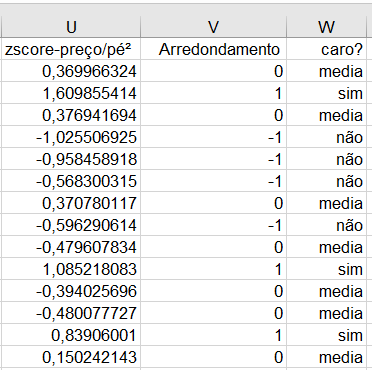 U V W
zscore-preço/pé² Arredondamento caro?
0,369966324 0 media
1,609855414 1 sim
0,376941694 0 media
-1,025506925 -1 não
-0,958458918 -1 não
-0,568300315 -1 não
0,370780117 0 media
-0,596290614 -1 não
-0,479607834 0 media
1,085218083 1 sim
-0,394025696 0 media
-0,480077727 0 media
0,83906001 1 sim
0,150242143 0 media